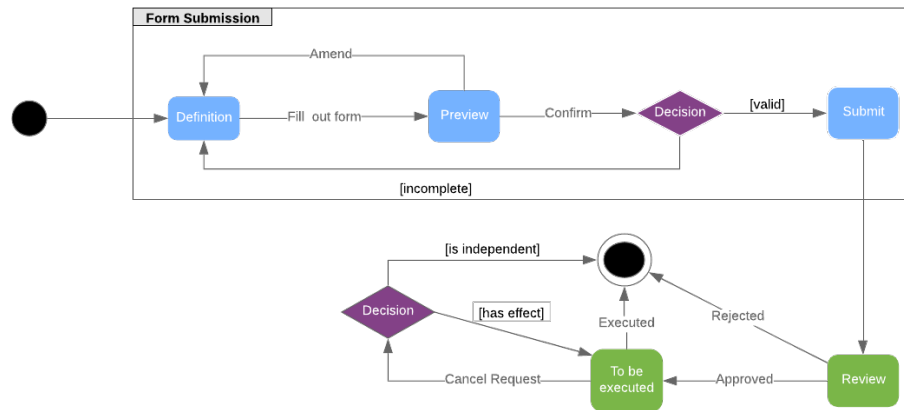 Form Submission
Amend
Definition
Fill out form
Preview
Confirm
Decision
[valid]
Submit
[incomplete]
[is independent]
Decision
[has effect]
Executed
Rejected
Cancel Request
To be
executed
Approved
Review